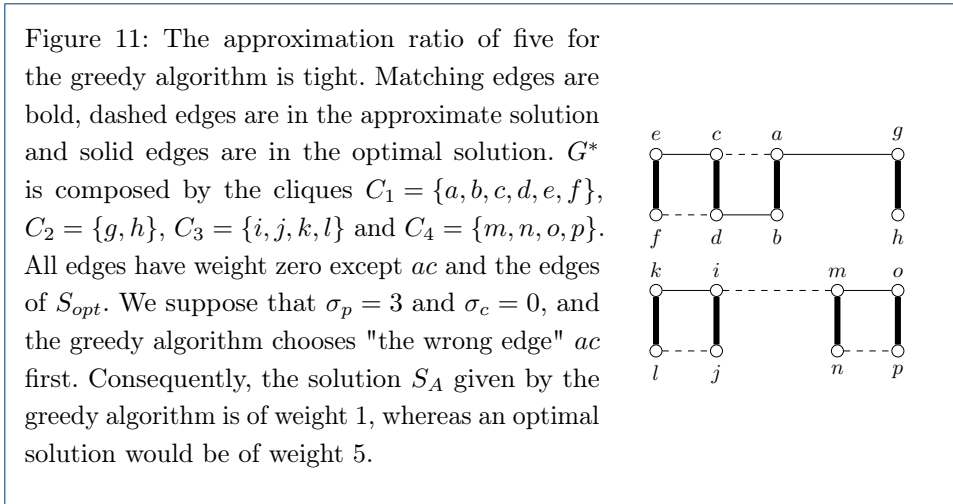 Figure 11: The approximation ratio of five for
the greedy algorithm is tight. Matching edges are
bold, dashed edges are in the approximate solution
and solid edges are in the optimal solution. G*
is composed by the cliques C₁ = {a, b, c, d, e, f},
C₂ = {g, h}, C₃ = {i, j, k, l} and C₄ = {m, n, o, p}.
All edges have weight zero except ac and the edges
of Sₒₚₜ. We suppose that σₚ = 3 and σ_c = 0, and
the greedy algorithm chooses "the wrong edge" ac
first. Consequently, the solution S_A given by the
greedy algorithm is of weight 1, whereas an optimal
solution would be of weight 5.
e c a g
f d b h
k i m o
l j n p